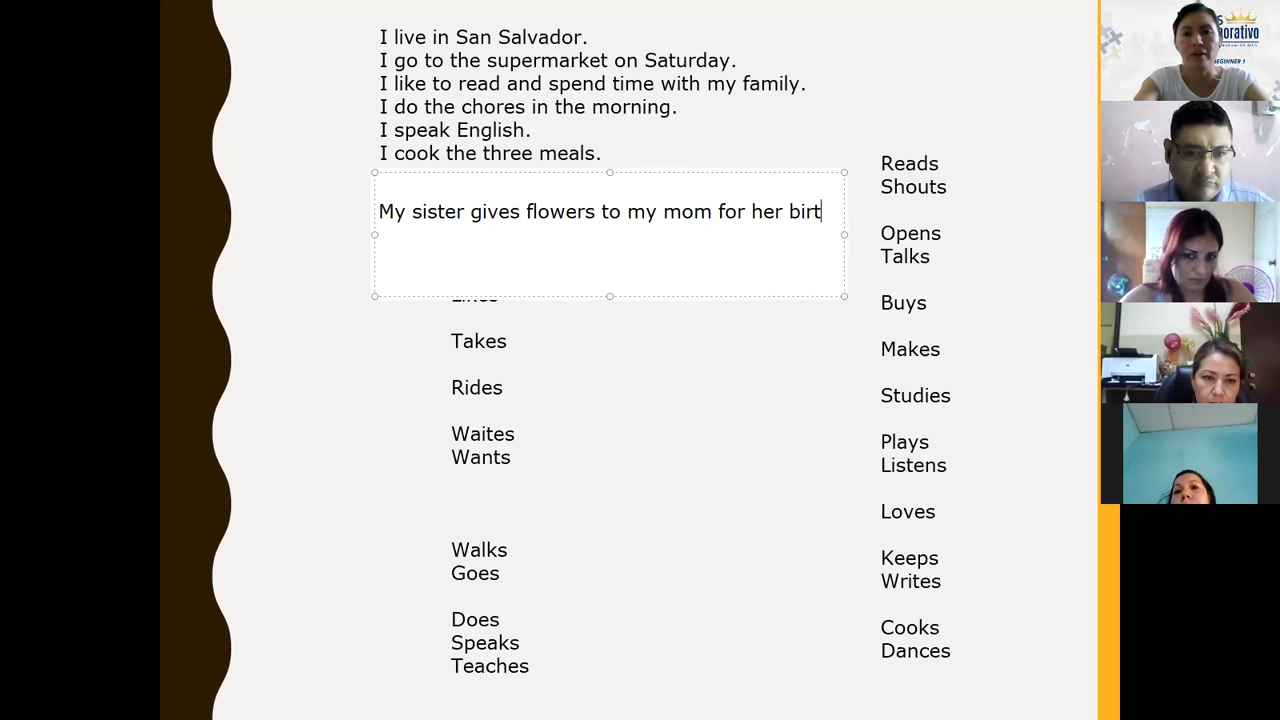 I live in San Salvador.
I go to the supermarket on Saturday.
I like to read and spend time with my family.
I do the chores in the morning.
I speak English.
I cook the three meals.
My sister gives flowers to my mom for her birt
Likes
Takes
Rides
Waites
Wants
Walks
Goes
Does
Speaks
Teaches
Reads
Shouts
Opens
Talks
Buys
Makes
Studies
Plays
Listens
Loves
Keeps
Writes
Cooks
Dances